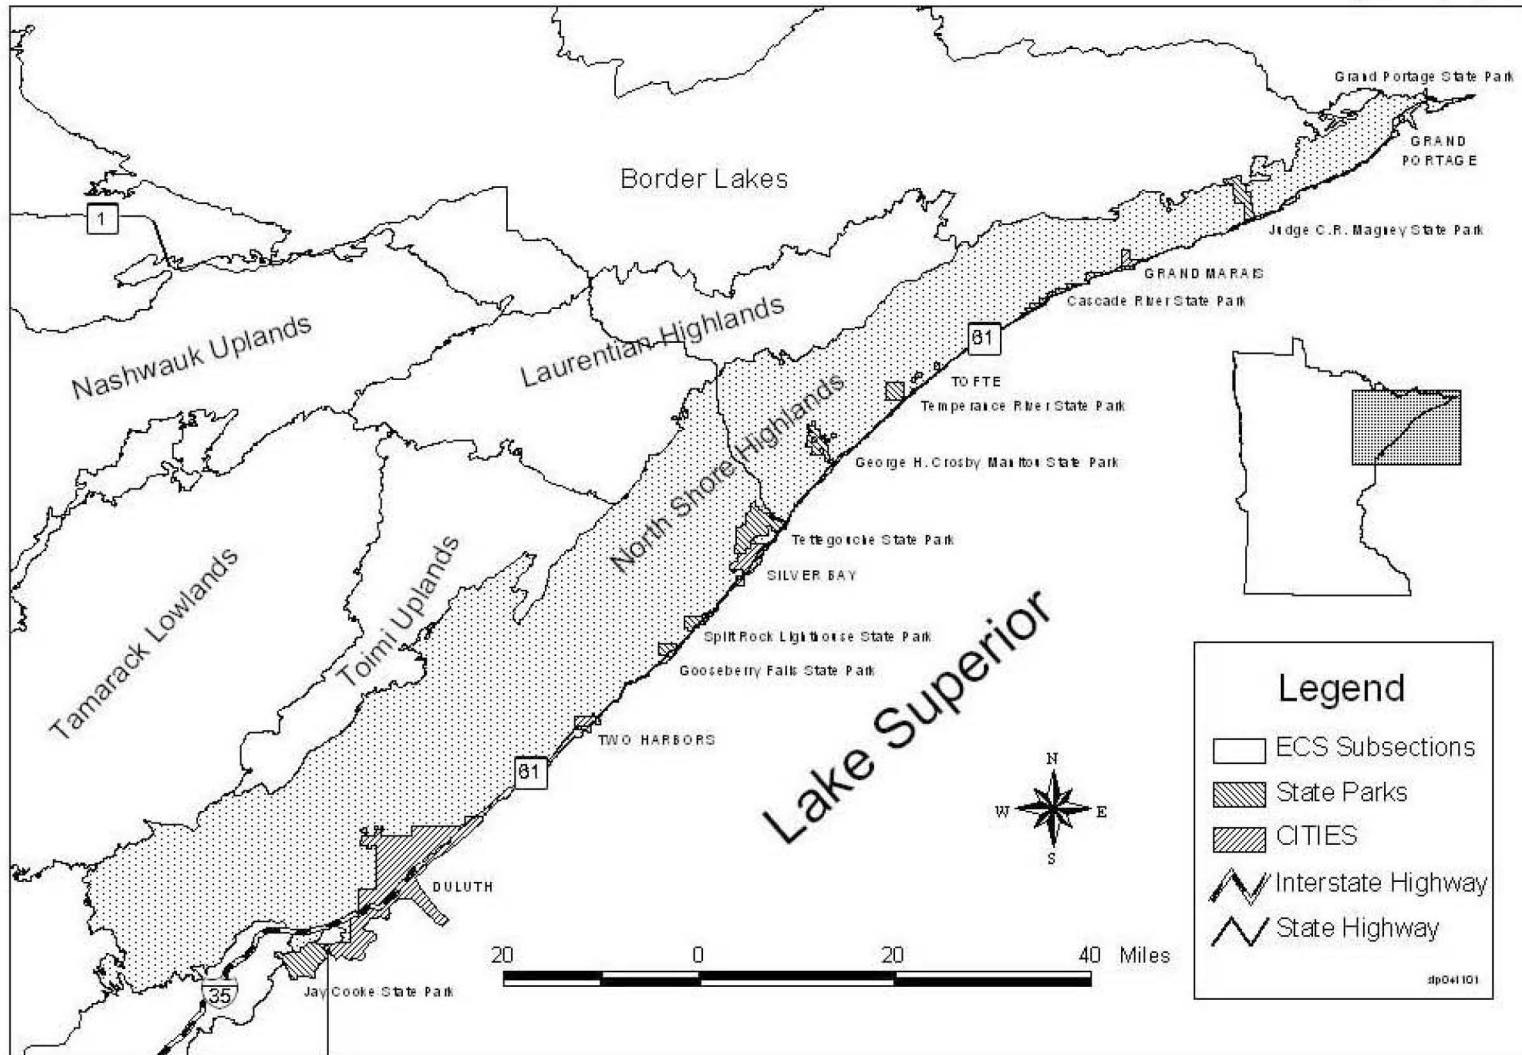 Grand Portage State Park
GRAND
PORTAGE
Border Lakes
1
Judge C.R. Magney State Park
GRAND MARAIS
Cascade River State Park
61
Nashwauk Uplands
Laurentian Highlands
TOFTE
Temperance River State Park
North Shore Highlands
George H. Crosby Manitou State Park
Tettegouche State Park
SILVER BAY
Tamarack Lowlands
Toimi Uplands
Split Rock Lighthouse State Park
Gooseberry Falls State Park
Lake Superior
TWO HARBORS
61
Legend
ECS Subsections
State Parks
CITIES
Interstate Highway
State Highway
slp041101
N
W E
S
DULUTH
20 0 20 40 Miles
35
Jay Cooke State Park